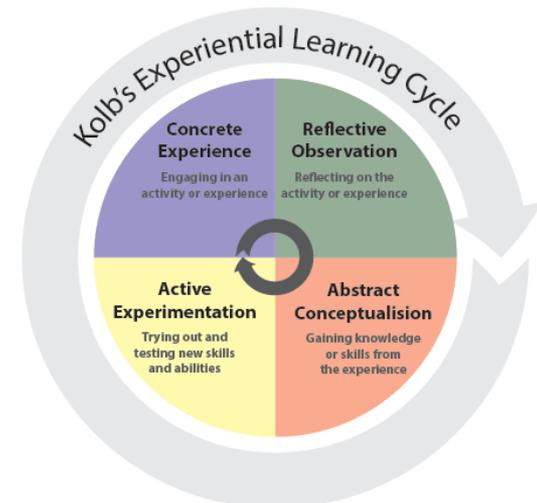 Kolb's Experiential Learning Cycle
Concrete
Experience
Engaging in an
activity or experience
Reflective
Observation
Reflecting on the
activity or experience
Active
Experimentation
Trying out and
testing new skills
and abilities
Abstract
Conceptualision
Gaining knowledge
or skills from
the experience